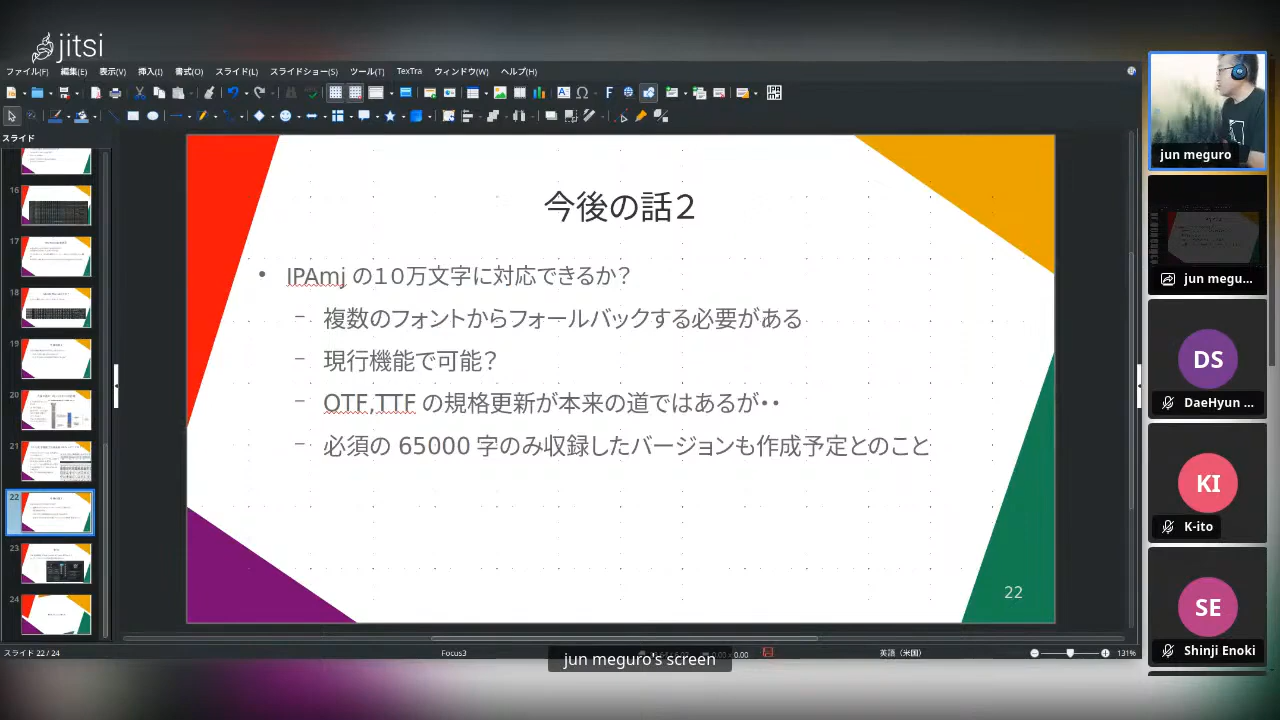 jitsi
ファイル(F) 編集(E) 表示(V) 挿入(I) 書式(O) スライド(L) スライドショー(S) ツール(T) TexTra ウィンドウ(W) ヘルプ(H)
スライド
16
17
18
19
20
21
22
23
24
今後の話２
• IPAmj の１０万文字に対応できるか？
– 複数のフォントからフォールバックする必要がある
– 現行機能で可能？
– OTF,TTF の規格更新が本来の道ではあるが・・
– 必須の 65000 字のみ収録したバージョンを作成予定とのこと
22
スライド 22 / 24
Focus3
英語（米国）
131%
jun meguro's screen
jun meguro
jun megu...
DS
DaeHyun ...
KI
K-ito
SE
Shinji Enoki